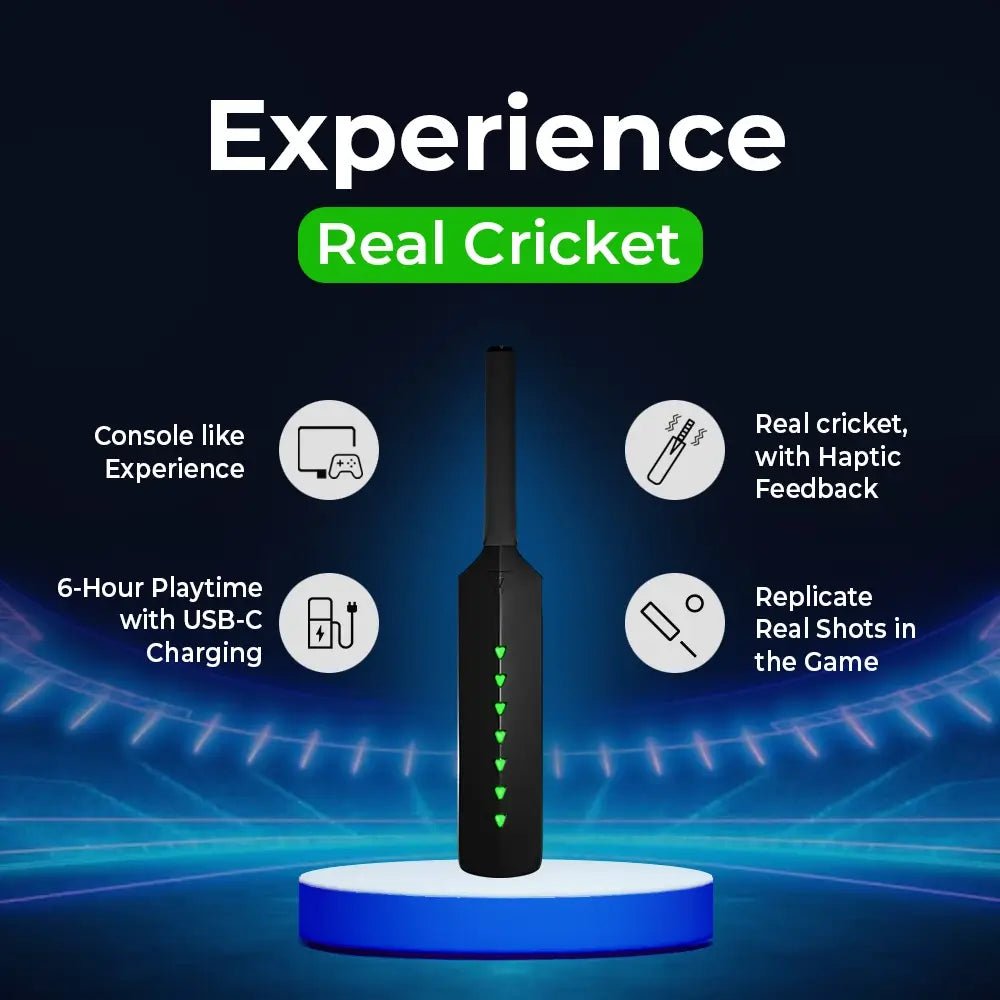 Experience
Real Cricket
Console like
Experience
Real cricket,
with Haptic
Feedback
6-Hour Playtime
with USB-C
Charging
Replicate
Real Shots in
the Game